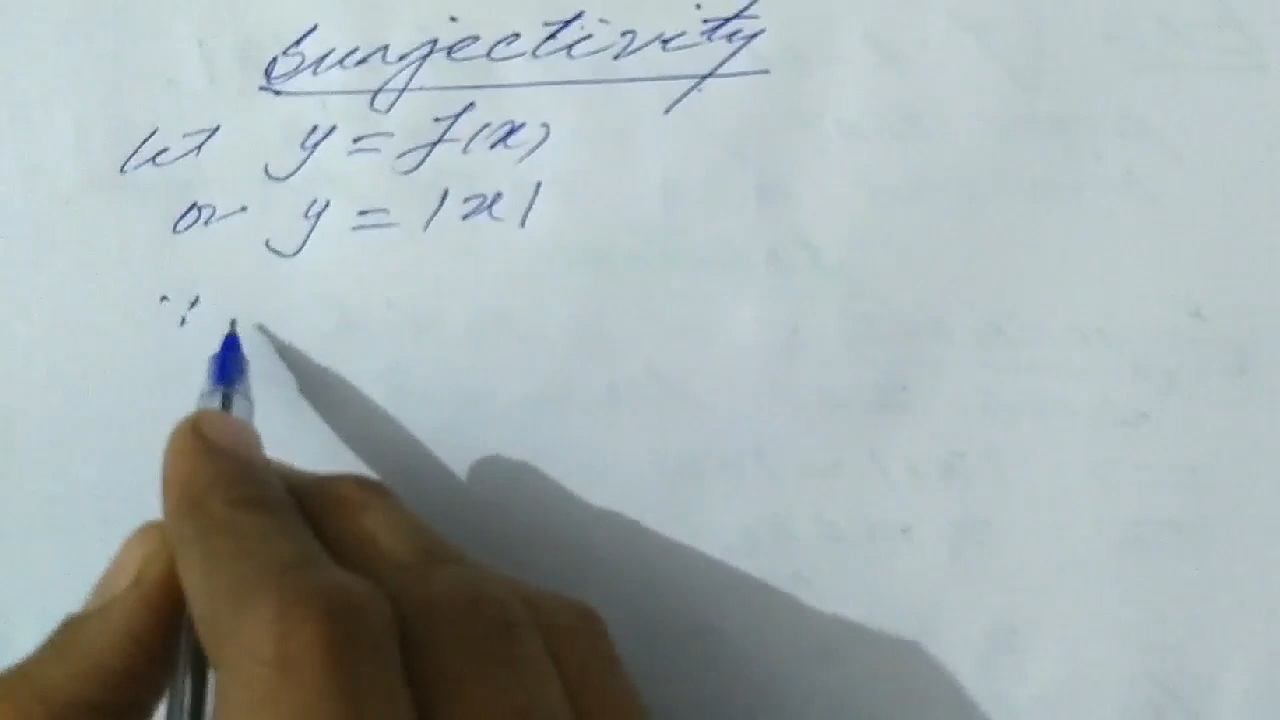 Surjectivity
Let y = f(x)
or y = |x|
∵